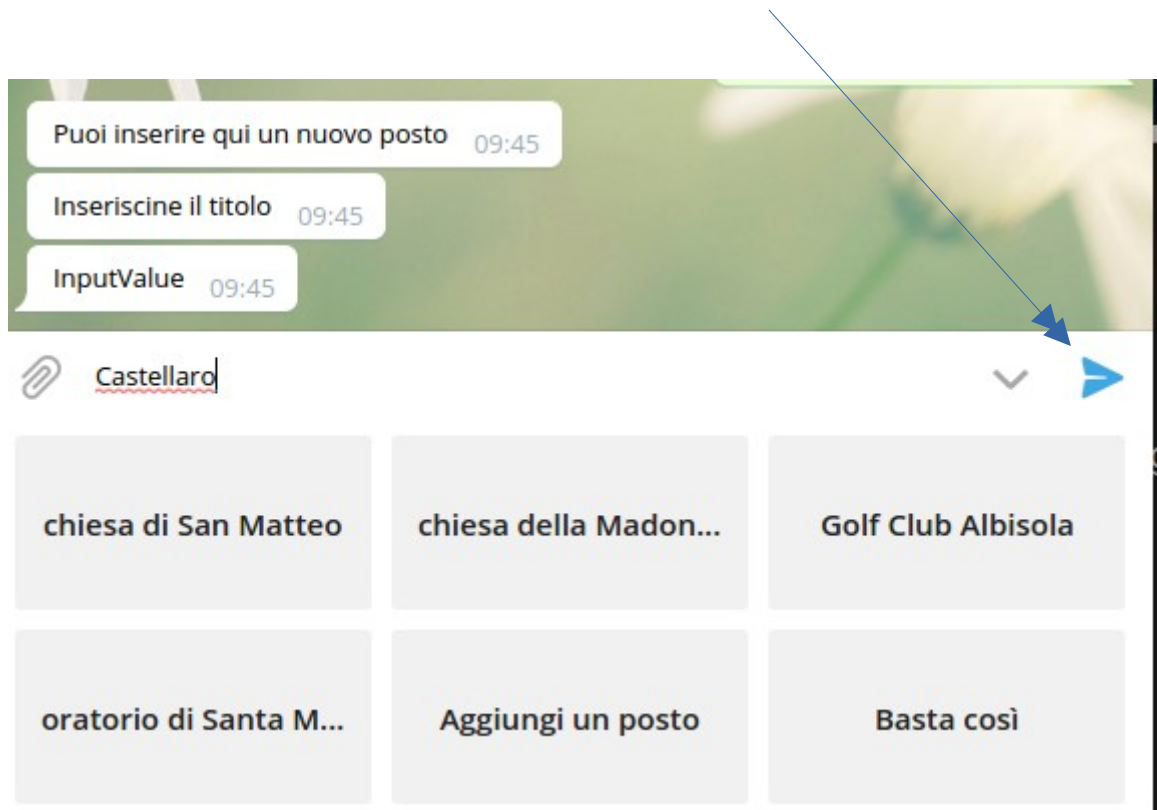 Puoi inserire qui un nuovo posto 09:45
Inseriscine il titolo 09:45
InputValue 09:45
Castellaro
chiesa di San Matteo
chiesa della Madon...
Golf Club Albisola
oratorio di Santa M...
Aggiungi un posto
Basta così